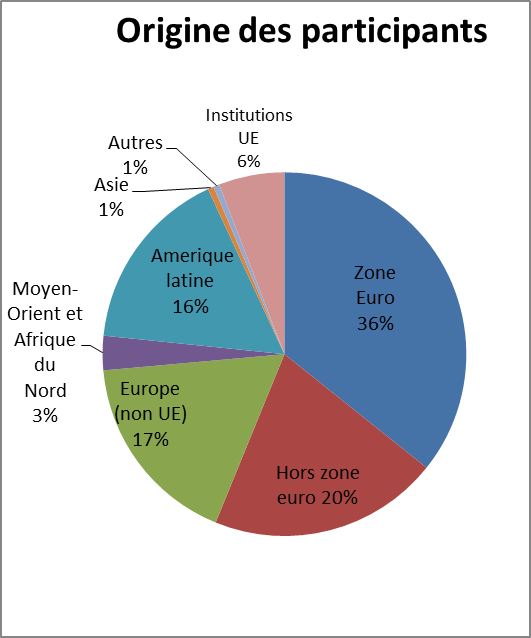 Origine des participants
Institutions
UE
6%
Autres
1%
Asie
1%
Amerique
latine
16%
Zone
Euro
36%
Moyen-
Orient et
Afrique
du
Nord
3%
Europe
(non UE)
17%
Hors zone
euro 20%